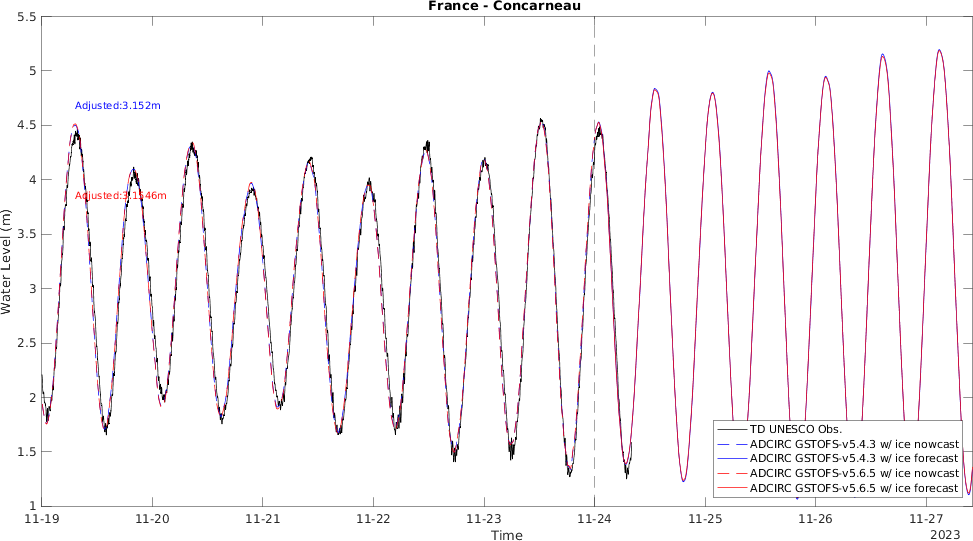 France - Concarneau
5.5
5
4.5
4
3.5
3
2.5
2
1.5
1
Water Level (m)
Adjusted:3.152m
Adjusted:3.1546m
TD UNESCO Obs.
ADCIRC GSTOFS-v5.4.3 w/ ice nowcast
ADCIRC GSTOFS-v5.4.3 w/ ice forecast
ADCIRC GSTOFS-v5.6.5 w/ ice nowcast
ADCIRC GSTOFS-v5.6.5 w/ ice forecast
11-19 11-20 11-21 11-22 11-23 11-24 11-25 11-26 11-27
Time
2023